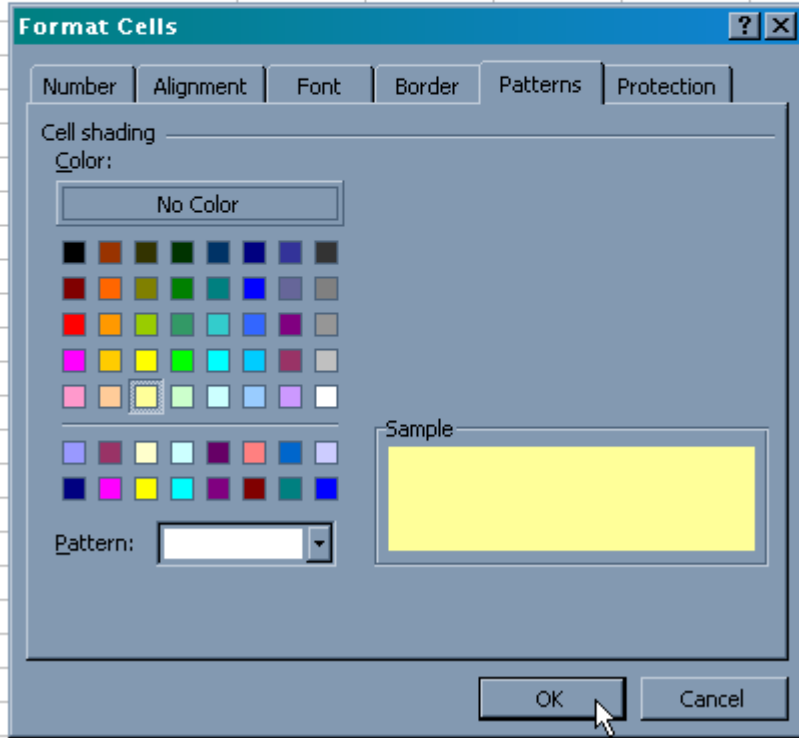 Format Cells
Number Alignment Font Border Patterns Protection
Cell shading
Color:
No Color
Sample
Pattern:
OK Cancel